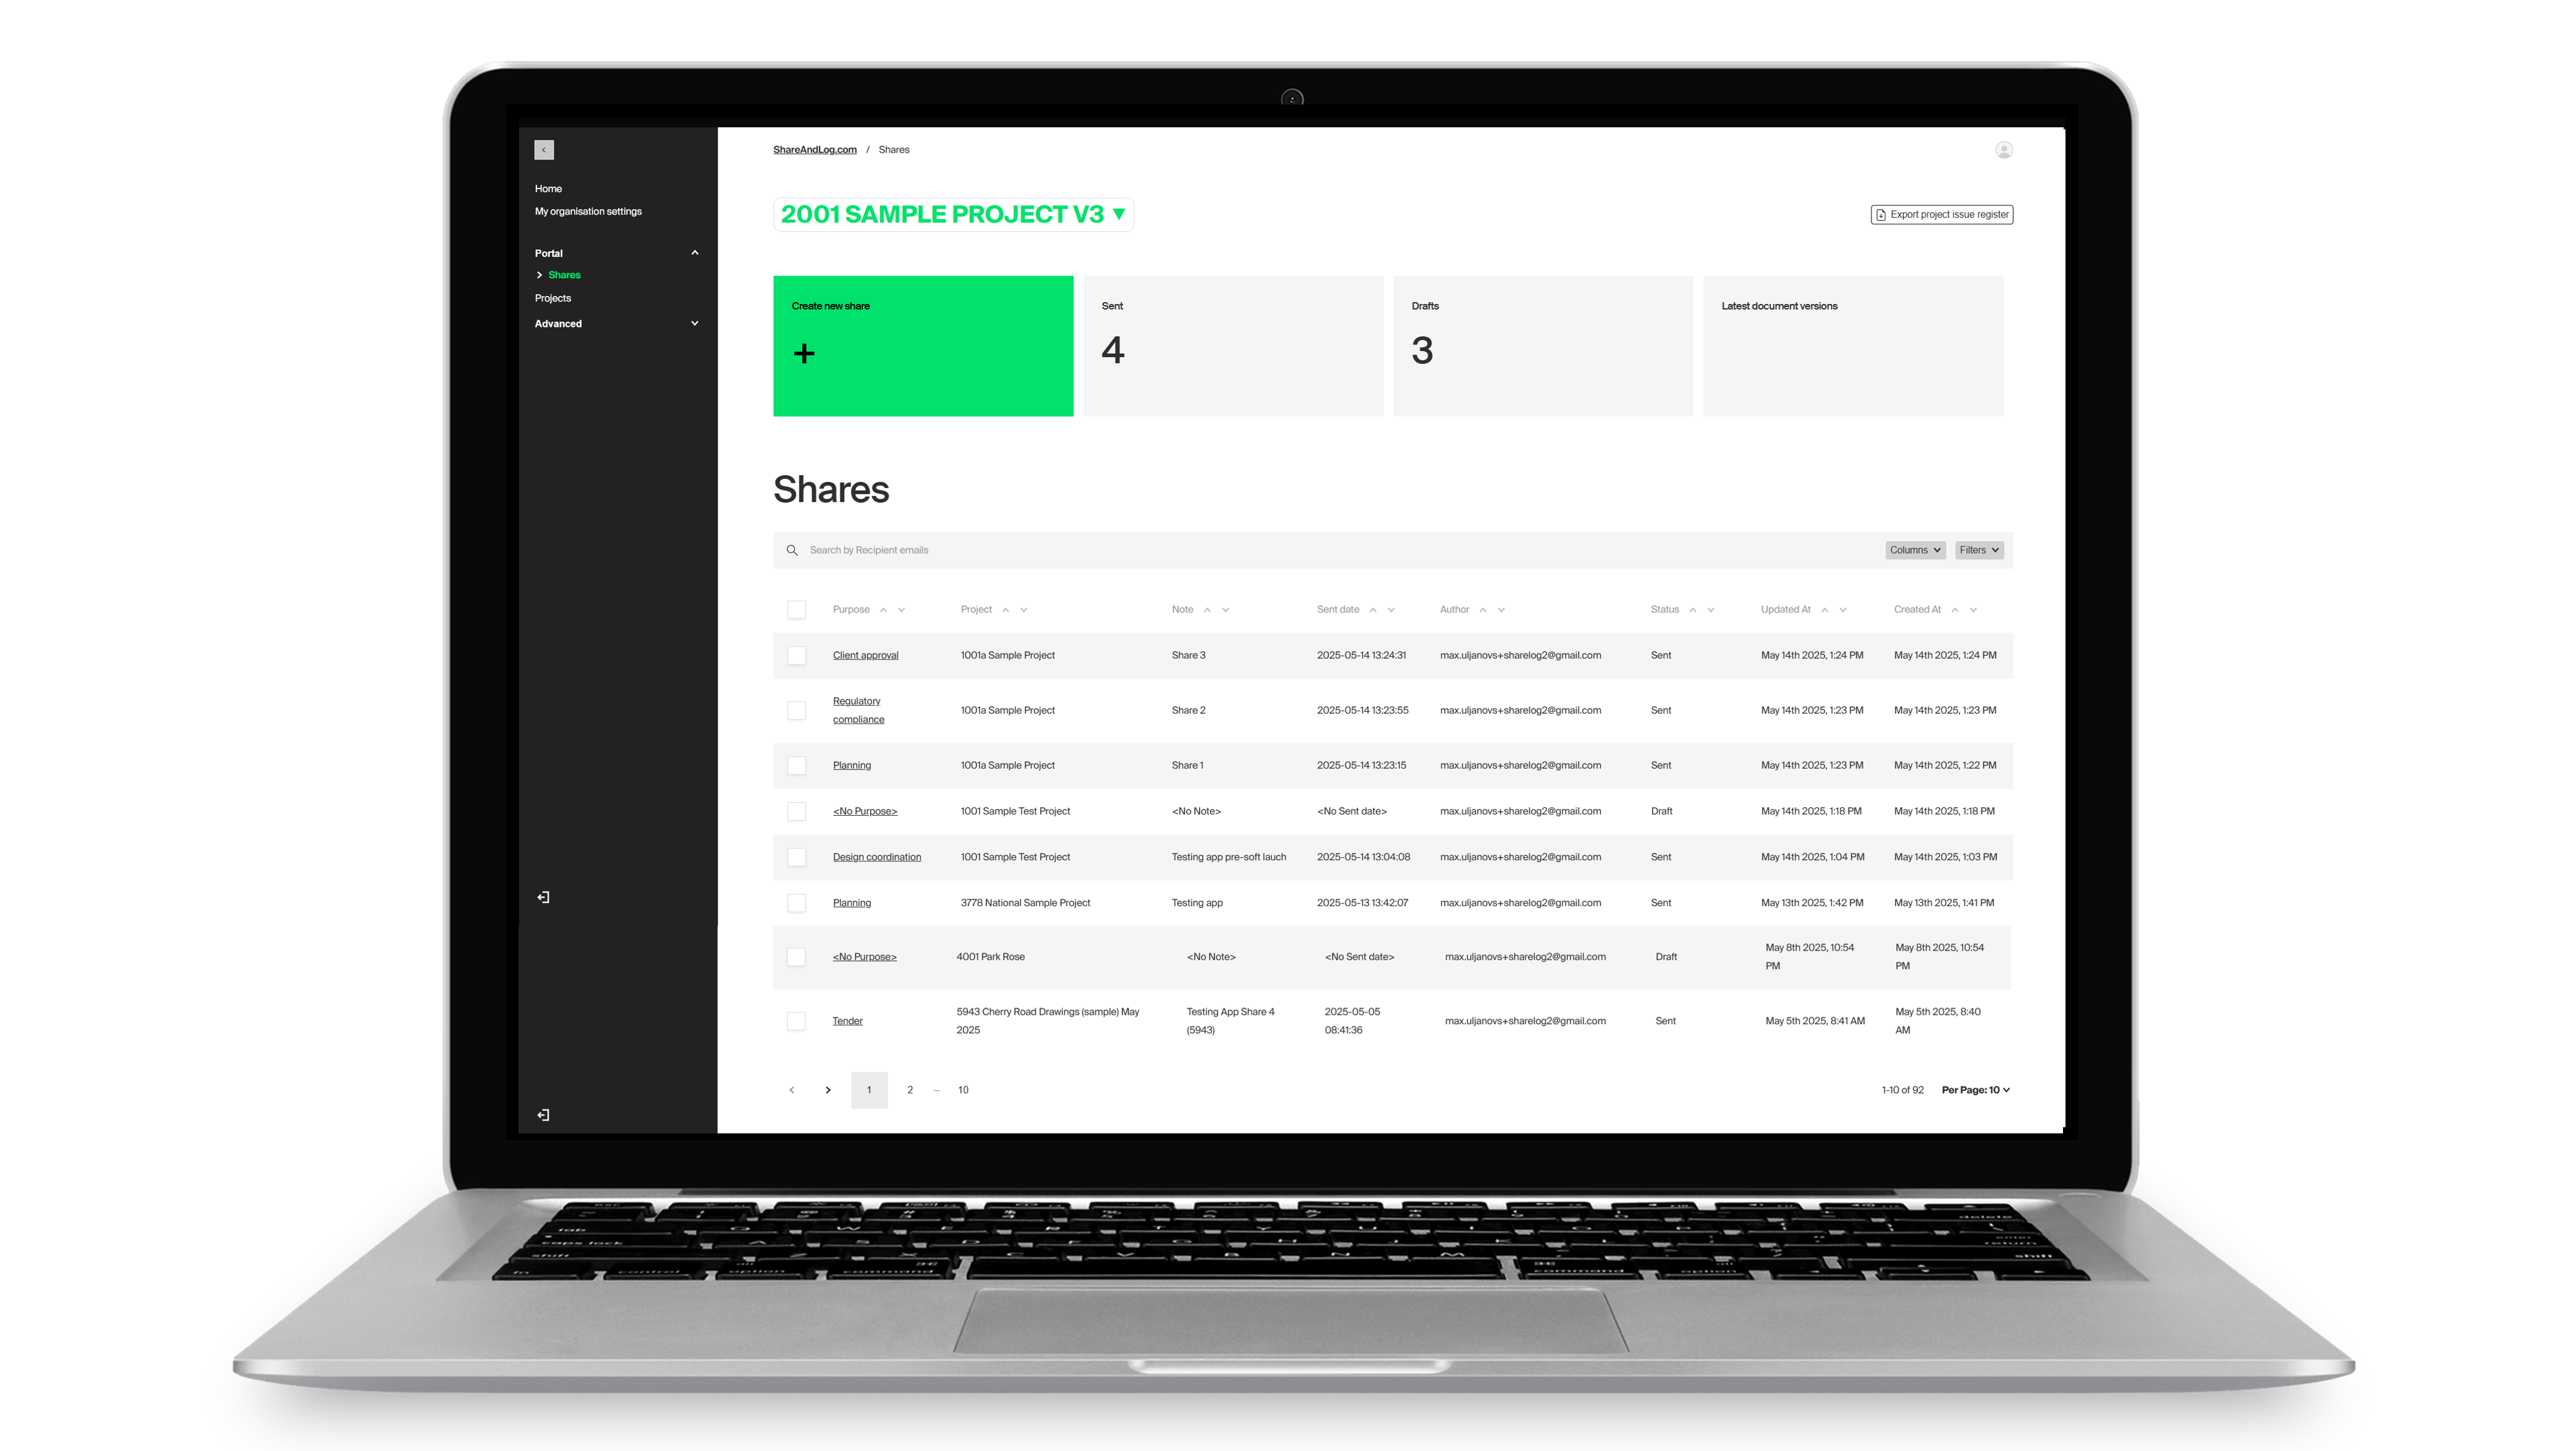 ShareAndLog.com / Shares
Home
My organisation settings
Portal
Shares
Projects
Advanced
2001 SAMPLE PROJECT V3
Export project issue register
Create new share
+
Sent
4
Drafts
3
Latest document versions
Shares
Search by Recipient emails
Columns
Filters
Purpose Project Note Sent date Author Status Updated At Created At
Client approval 1001a Sample Project Share 3 2025-05-14 13:24:31 max.uljanovs+sharelog2@gmail.com Sent May 14th 2025, 1:24 PM May 14th 2025, 1:24 PM
Regulatory
compliance 1001a Sample Project Share 2 2025-05-14 13:23:55 max.uljanovs+sharelog2@gmail.com Sent May 14th 2025, 1:23 PM May 14th 2025, 1:23 PM
Planning 1001a Sample Project Share 1 2025-05-14 13:23:15 max.uljanovs+sharelog2@gmail.com Sent May 14th 2025, 1:23 PM May 14th 2025, 1:22 PM
<No Purpose> 1001 Sample Test Project <No Note> <No Sent date> max.uljanovs+sharelog2@gmail.com Draft May 14th 2025, 1:18 PM May 14th 2025, 1:18 PM
Design coordination 1001 Sample Test Project Testing app pre-soft lauch 2025-05-14 13:04:08 max.uljanovs+sharelog2@gmail.com Sent May 14th 2025, 1:04 PM May 14th 2025, 1:03 PM
Planning 3778 National Sample Project Testing app 2025-05-13 13:42:07 max.uljanovs+sharelog2@gmail.com Sent May 13th 2025, 1:42 PM May 13th 2025, 1:41 PM
<No Purpose> 4001 Park Rose <No Note> <No Sent date> max.uljanovs+sharelog2@gmail.com Draft May 8th 2025, 10:54 PM May 8th 2025, 10:54 PM
Tender 5943 Cherry Road Drawings (sample) May 2025 Testing App Share 4 (5943) 2025-05-05 08:41:36 max.uljanovs+sharelog2@gmail.com Sent May 5th 2025, 8:41 AM May 5th 2025, 8:40 AM
1 2 – 10
1-10 of 92 Per Page: 10
tab
caps lock
shift
fn control option command
command option
delete
return
shift